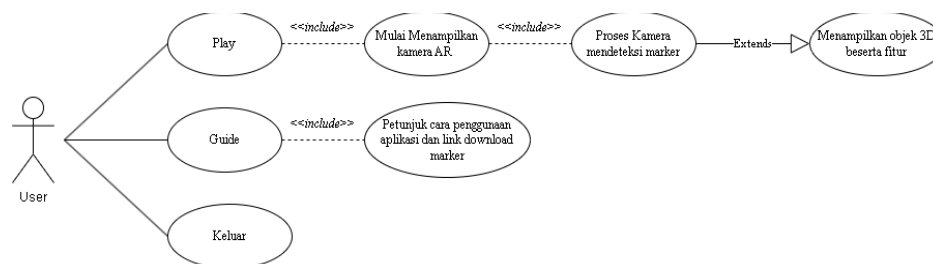 <<include>>
<<include>>
Play
Mulai Menampilkan
kamera AR
Proses Kamera
mendeteksi marker
Extends
Menampilkan objek 3D
beserta fitur
<<include>>
Guide
Petunjuk cara penggunaan
aplikasi dan link download
marker
User
Keluar